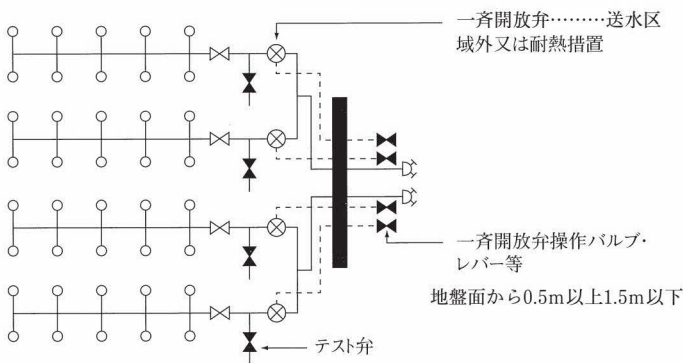 一斉開放弁………送水区
域外又は耐熱措置
一斉開放弁操作バルブ・
レバー等
地盤面から0.5m以上1.5m以下
テスト弁